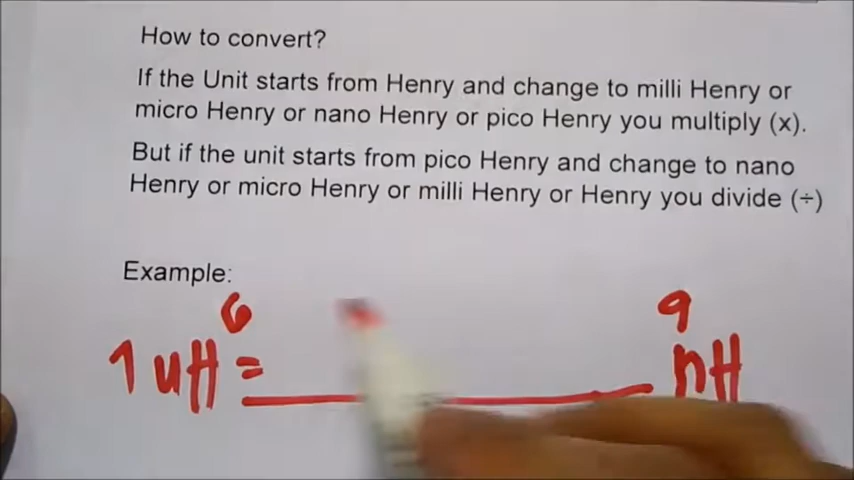 How to convert?
If the Unit starts from Henry and change to milli Henry or
micro Henry or nano Henry or pico Henry you multiply (x).
But if the unit starts from pico Henry and change to nano
Henry or micro Henry or milli Henry or Henry you divide (÷)
Example:
6 9
1 uH = nH